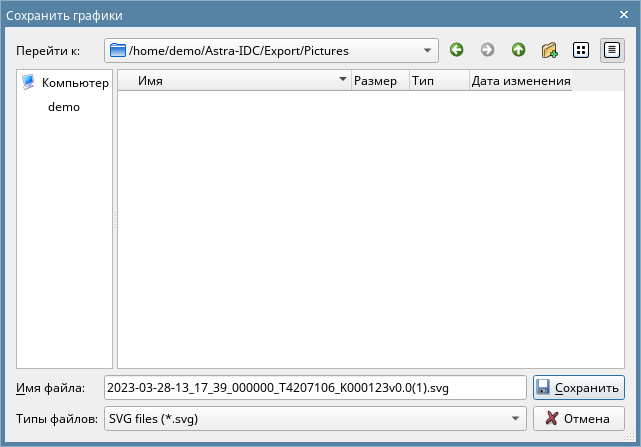 Сохранить графики
Перейти к: /home/demo/Astra-IDC/Export/Pictures
Компьютер
demo
Имя Размер Тип Дата изменения
Имя файла: 2023-03-28-13_17_39_000000_T4207106_K000123v0.0(1).svg Сохранить
Типы файлов: SVG files (*.svg) Отмена